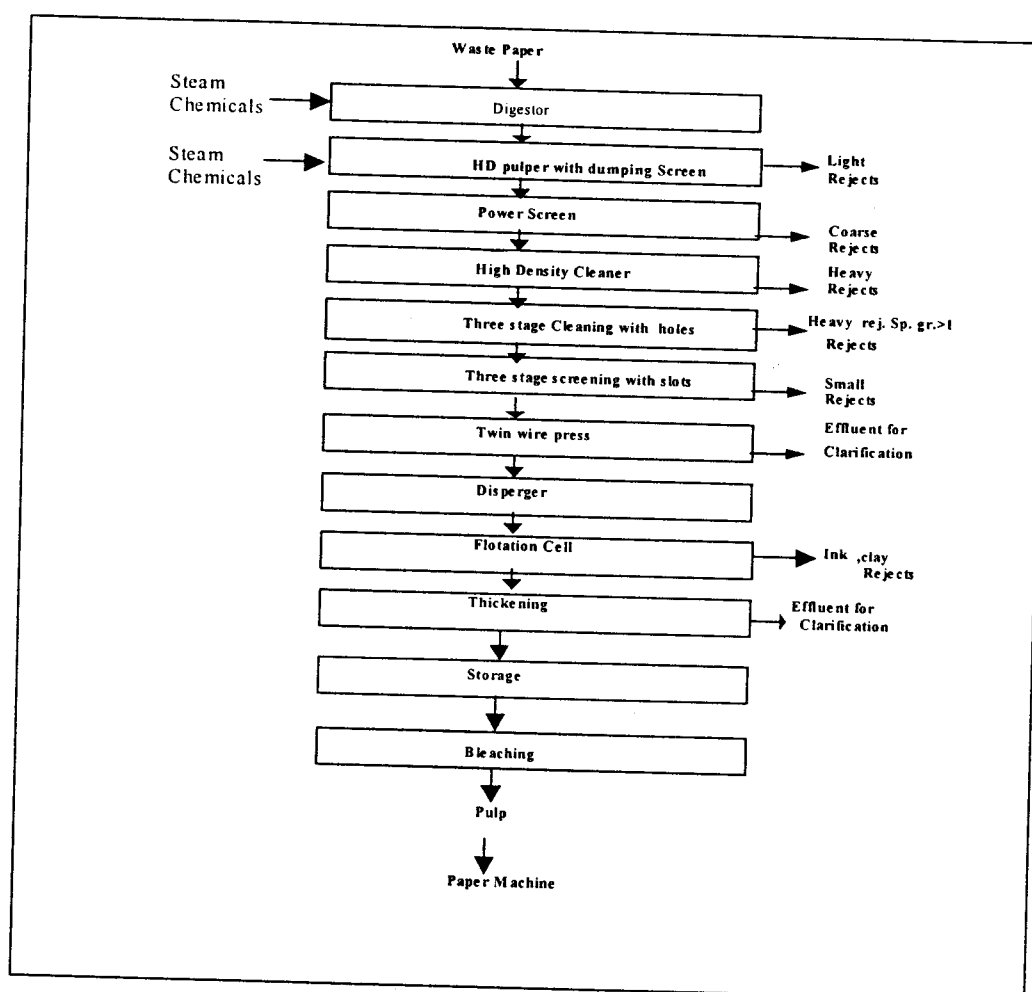 Waste Paper
Steam
Chemicals
Digestor
Steam
Chemicals
HD pulper with dumping Screen
Light
Rejects
Power Screen
Coarse
Rejects
High Density Cleaner
Heavy
Rejects
Three stage Cleaning with holes
Heavy rej. Sp. gr.>1
Rejects
Three stage screening with slots
Small
Rejects
Twin wire press
Effluent for
Clarification
Disperger
Flotation Cell
Ink ,clay
Rejects
Thickening
Effluent for
Clarification
Storage
Bleaching
Pulp
Paper Machine